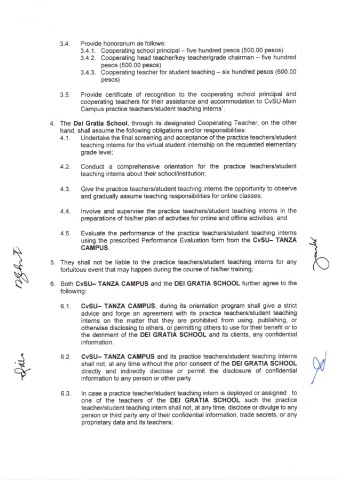 3.4. Provide honorarium as follows:
3.4.1. Cooperating school principal – five hundred pesos (500.00 pesos)
3.4.2. Cooperating head teacher/key teacher/grade chairman – five hundred
pesos (500.00 pesos)
3.4.3. Cooperating teacher for student teaching – six hundred pesos (600.00
pesos)
3.5. Provide certificate of recognition to the cooperating school principal and
cooperating teachers for their assistance and accommodation to CvSU-Main
Campus practice teachers/student teaching interns'.
4. The Dei Gratia School, through its designated Cooperating Teacher, on the other
hand, shall assume the following obligations and/or responsibilities:
4.1. Undertake the final screening and acceptance of the practice teachers/student
teaching interns for the virtual student internship on the requested elementary
grade level;
4.2. Conduct a comprehensive orientation for the practice teachers/student
teaching interns about their school/institution;
4.3. Give the practice teachers/student teaching interns the opportunity to observe
and gradually assume teaching responsibilities for online classes;
4.4. Involve and supervise the practice teachers/student teaching interns in the
preparations of his/her plan of activities for online and offline activities; and
4.5. Evaluate the performance of the practice teachers/student teaching interns
using the prescribed Performance Evaluation form from the CvSU– TANZA
CAMPUS.
5. They shall not be liable to the practice teachers/student teaching interns for any
fortuitous event that may happen during the course of his/her training;
6. Both CvSU– TANZA CAMPUS and the DEI GRATIA SCHOOL further agree to the
following;
6.1. CvSU– TANZA CAMPUS, during its orientation program shall give a strict
advice and forge an agreement with its practice teachers/student teaching
interns on the matter that they are prohibited from using, publishing, or
otherwise disclosing to others, or permitting others to use for their benefit or to
the detriment of the DEI GRATIA SCHOOL and its clients, any confidential
information.
6.2. CvSU– TANZA CAMPUS and its practice teachers/student teaching interns
shall not, at any time without the prior consent of the DEI GRATIA SCHOOL
directly and indirectly disclose or permit the disclosure of confidential
information to any person or other party.
6.3. In case a practice teacher/student teaching intern is deployed or assigned to
one of the teachers of the DEI GRATIA SCHOOL such the practice
teacher/student teaching intern shall not, at any time, disclose or divulge to any
person or third party any of their confidential information, trade secrets, or any
proprietary data and its teachers;